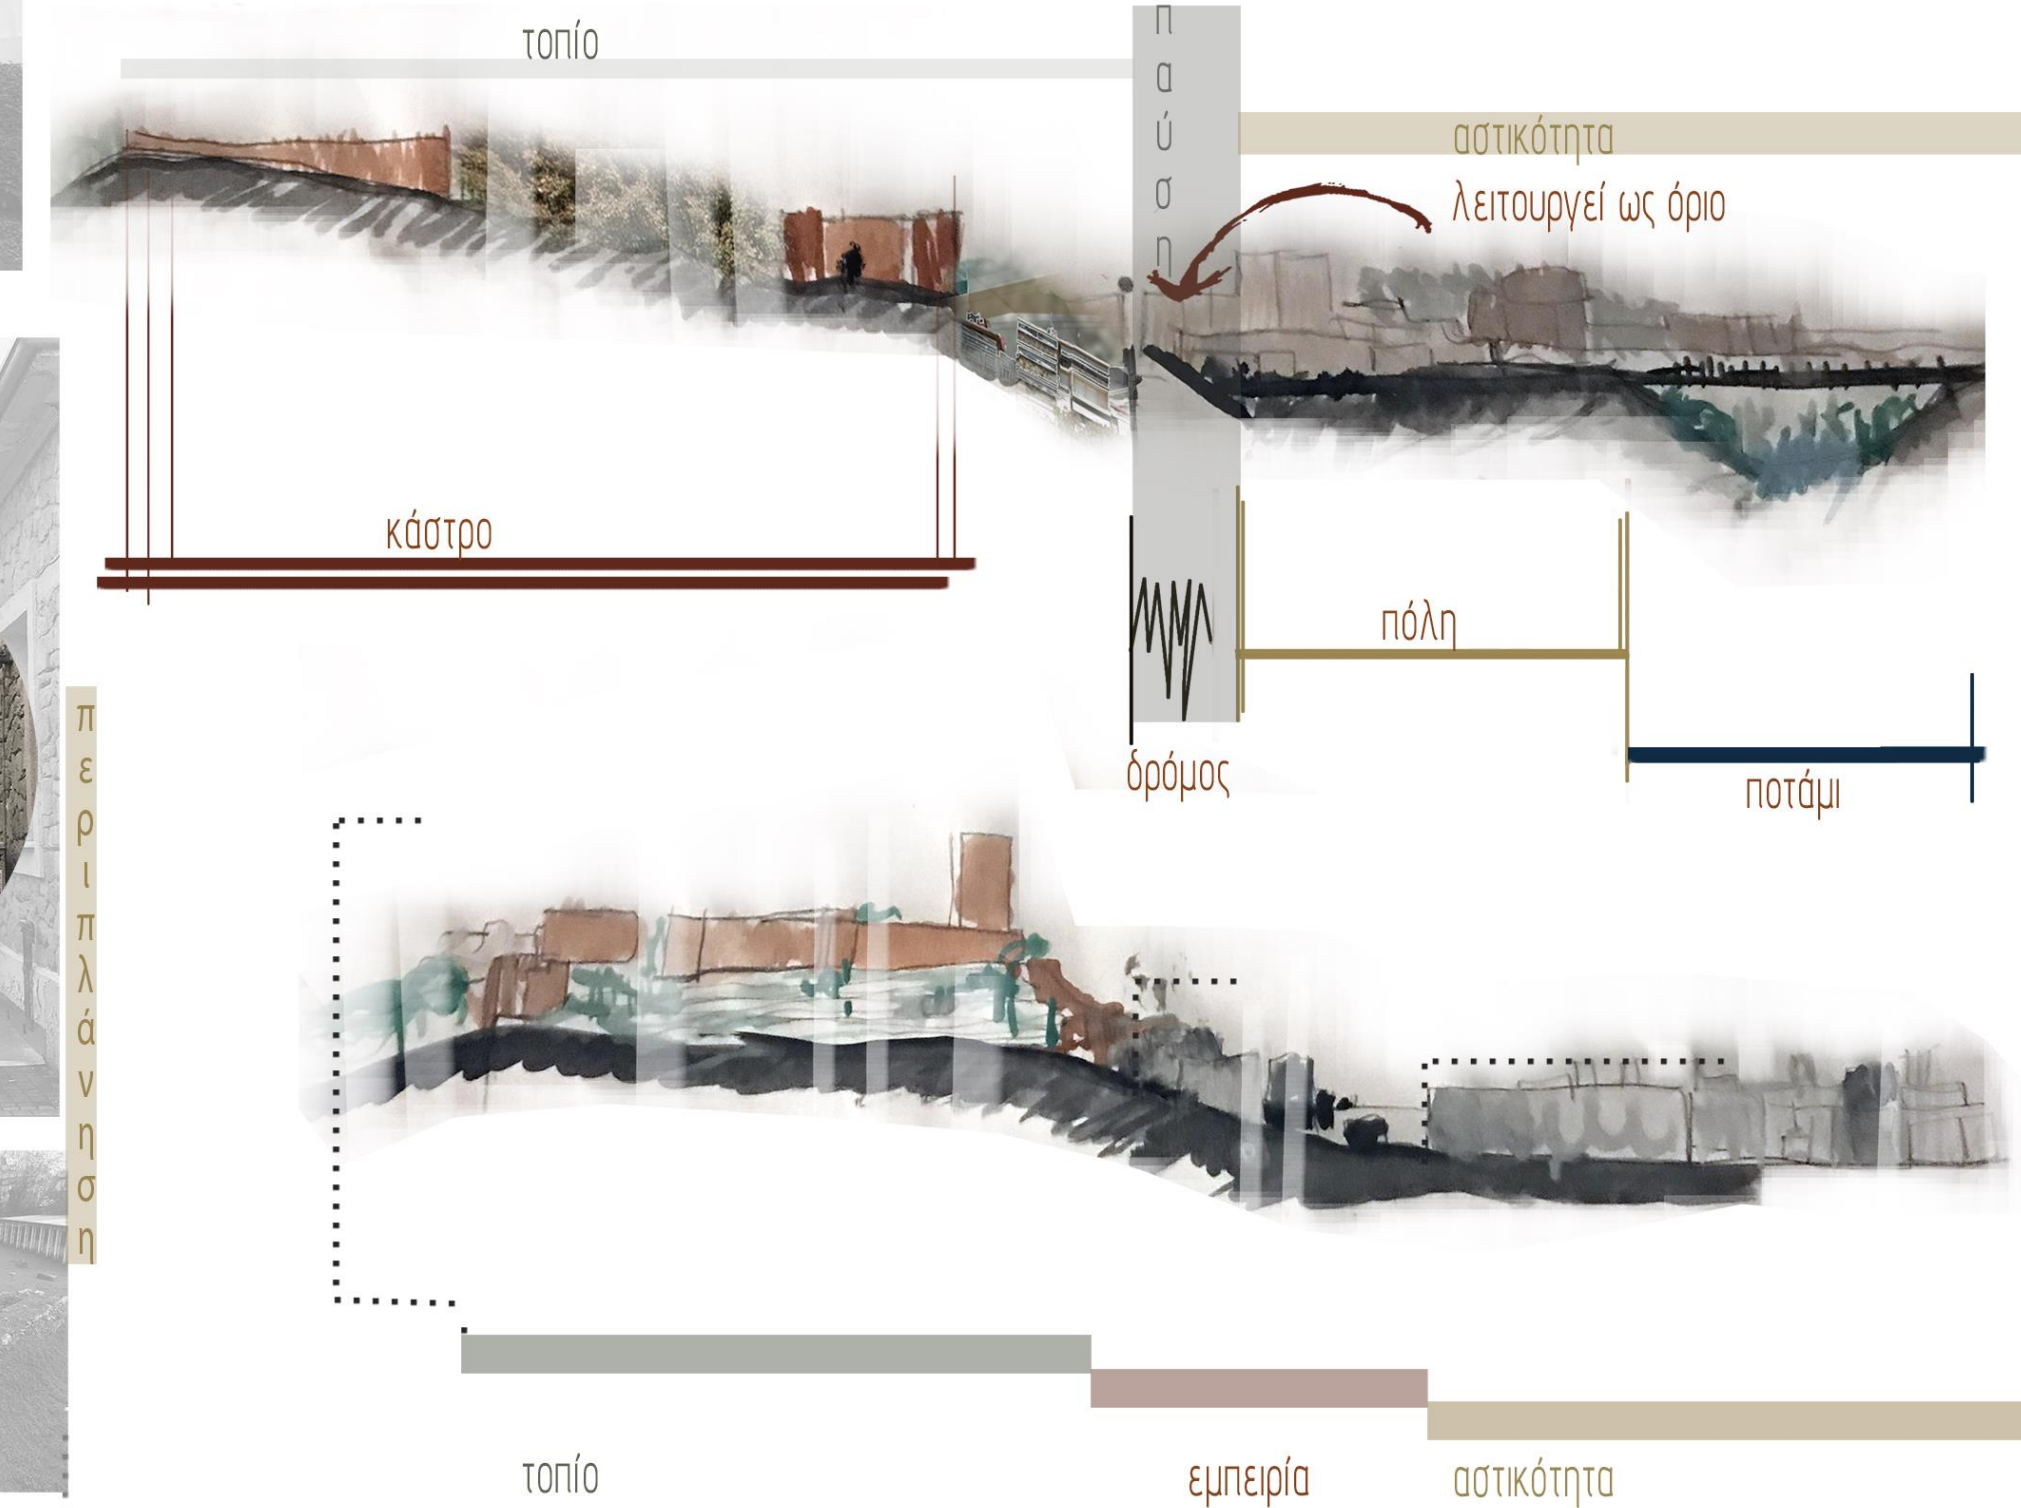 τοπίο
παύση
αστικότητα
λειτουργεί ως όριο
κάστρο
πόλη
δρόμος
ποτάμι
περιπλάνηση
τοπίο
εμπειρία
αστικότητα